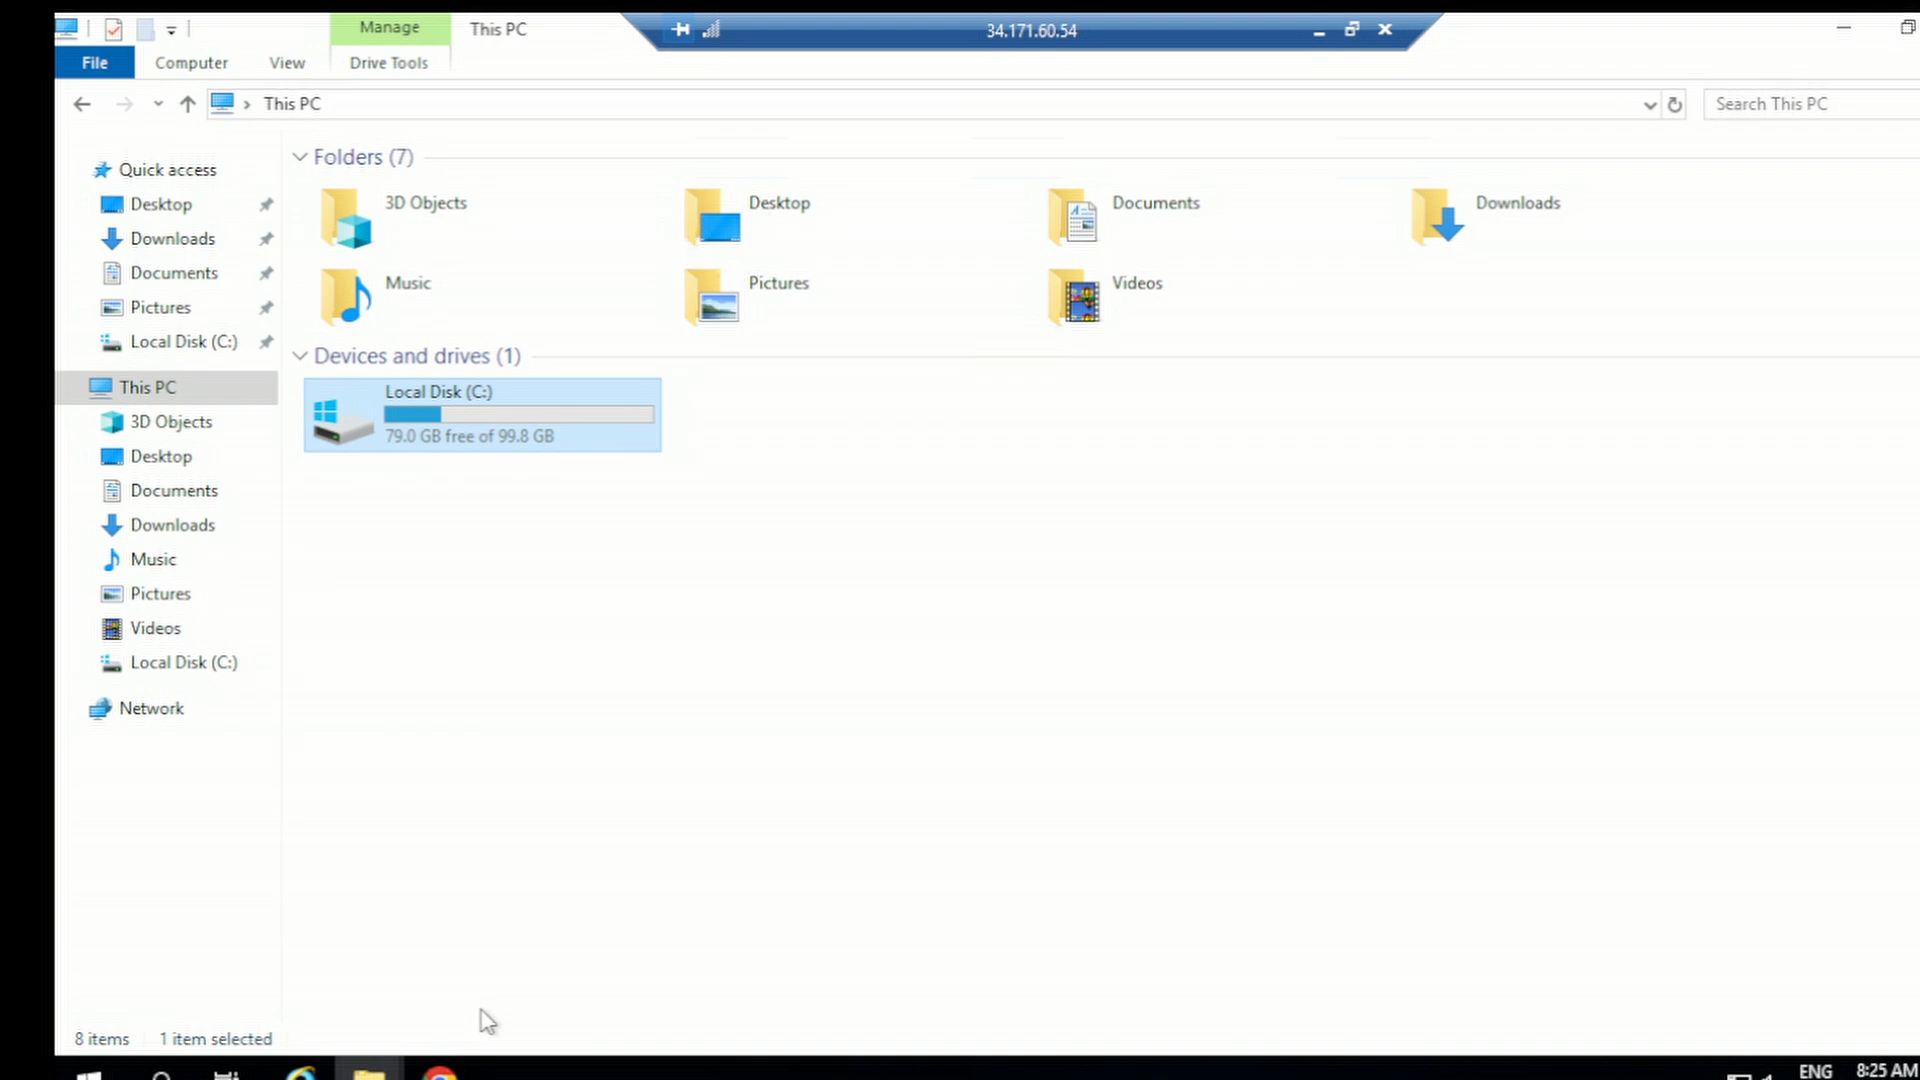 Manage
This PC
34.171.60.54
File
Computer
View
Drive Tools
This PC
Search This PC
Quick access
Desktop
Downloads
Documents
Pictures
Local Disk (C:)
This PC
3D Objects
Desktop
Documents
Downloads
Music
Pictures
Videos
Local Disk (C:)
Network
Folders (7)
3D Objects
Desktop
Documents
Downloads
Music
Pictures
Videos
Devices and drives (1)
Local Disk (C:)
79.0 GB free of 99.8 GB
8 items
1 item selected
ENG
8:25 AM